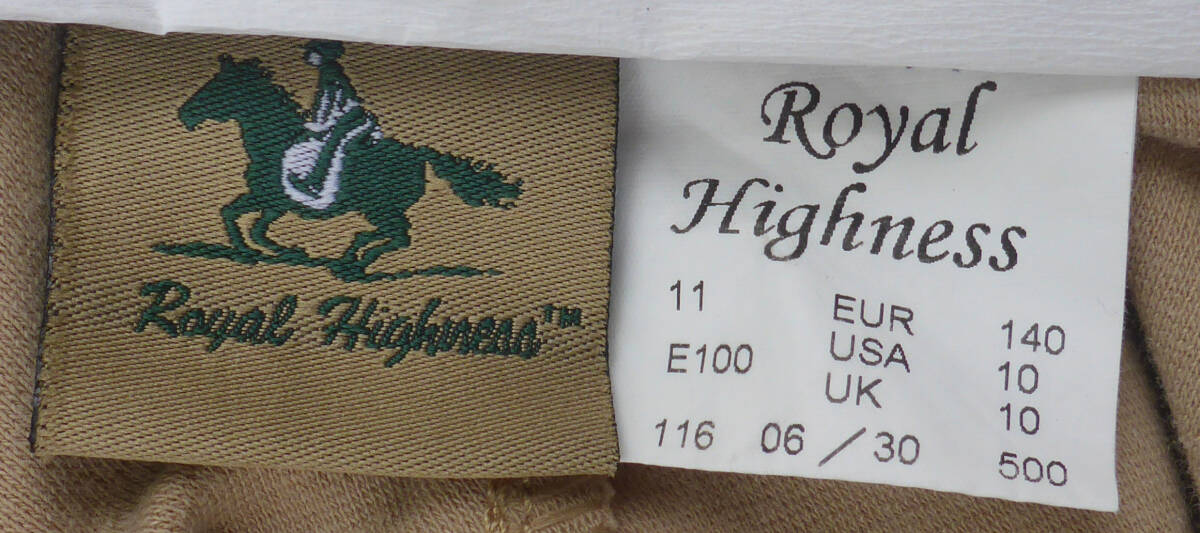 Royal Highness™
Royal
Highness
11 EUR 140
E100 USA 10
UK 10
116 06 / 30 500